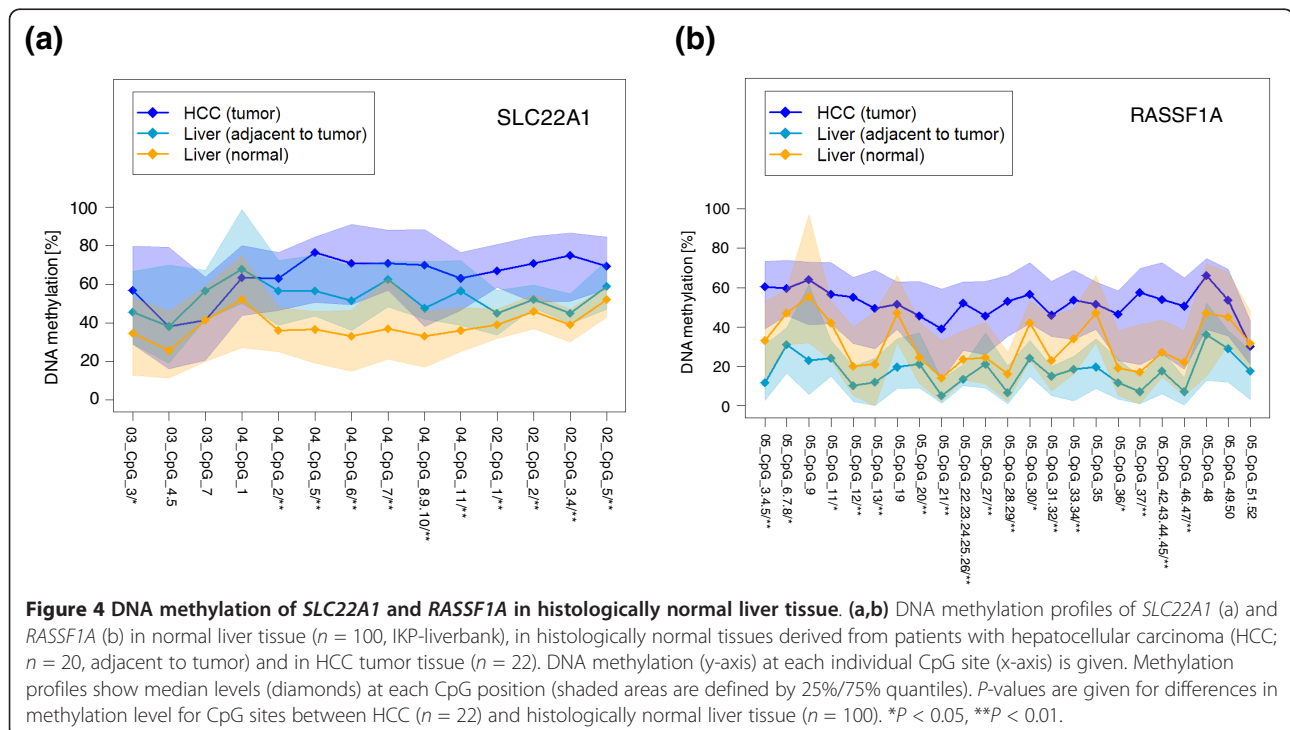 (a)
HCC (tumor)
Liver (adjacent to tumor)
Liver (normal)
SLC22A1
DNA methylation [%]
100
80
60
40
20
0
03_CpG_3/*
03_CpG_4.5
03_CpG_7
04_CpG_1
04_CpG_2/**
04_CpG_5/**
04_CpG_6/**
04_CpG_7/**
04_CpG_8.9.10/**
04_CpG_11/**
02_CpG_1/**
02_CpG_2/**
02_CpG_3.4/**
02_CpG_5/**
(b)
HCC (tumor)
Liver (adjacent to tumor)
Liver (normal)
RASSF1A
DNA methylation [%]
100
80
60
40
20
0
05_CpG_3.4.5/**
05_CpG_6.7.8/*
05_CpG_9
05_CpG_11/*
05_CpG_12/**
05_CpG_13/**
05_CpG_19
05_CpG_20/**
05_CpG_21/**
05_CpG_22.23.24.25.26/**
05_CpG_27/**
05_CpG_28.29/**
05_CpG_30/*
05_CpG_31.32/**
05_CpG_33.34/**
05_CpG_35
05_CpG_36/*
05_CpG_37/**
05_CpG_42.43.44.45/**
05_CpG_46.47/**
05_CpG_48
05_CpG_49.50
05_CpG_51.52
Figure 4 DNA methylation of SLC22A1 and RASSF1A in histologically normal liver tissue. (a,b) DNA methylation profiles of SLC22A1 (a) and
RASSF1A (b) in normal liver tissue (n = 100, IKP-liverbank), in histologically normal tissues derived from patients with hepatocellular carcinoma (HCC;
n = 20, adjacent to tumor) and in HCC tumor tissue (n = 22). DNA methylation (y-axis) at each individual CpG site (x-axis) is given. Methylation
profiles show median levels (diamonds) at each CpG position (shaded areas are defined by 25%/75% quantiles). P-values are given for differences in
methylation level for CpG sites between HCC (n = 22) and histologically normal liver tissue (n = 100). *P < 0.05, **P < 0.01.